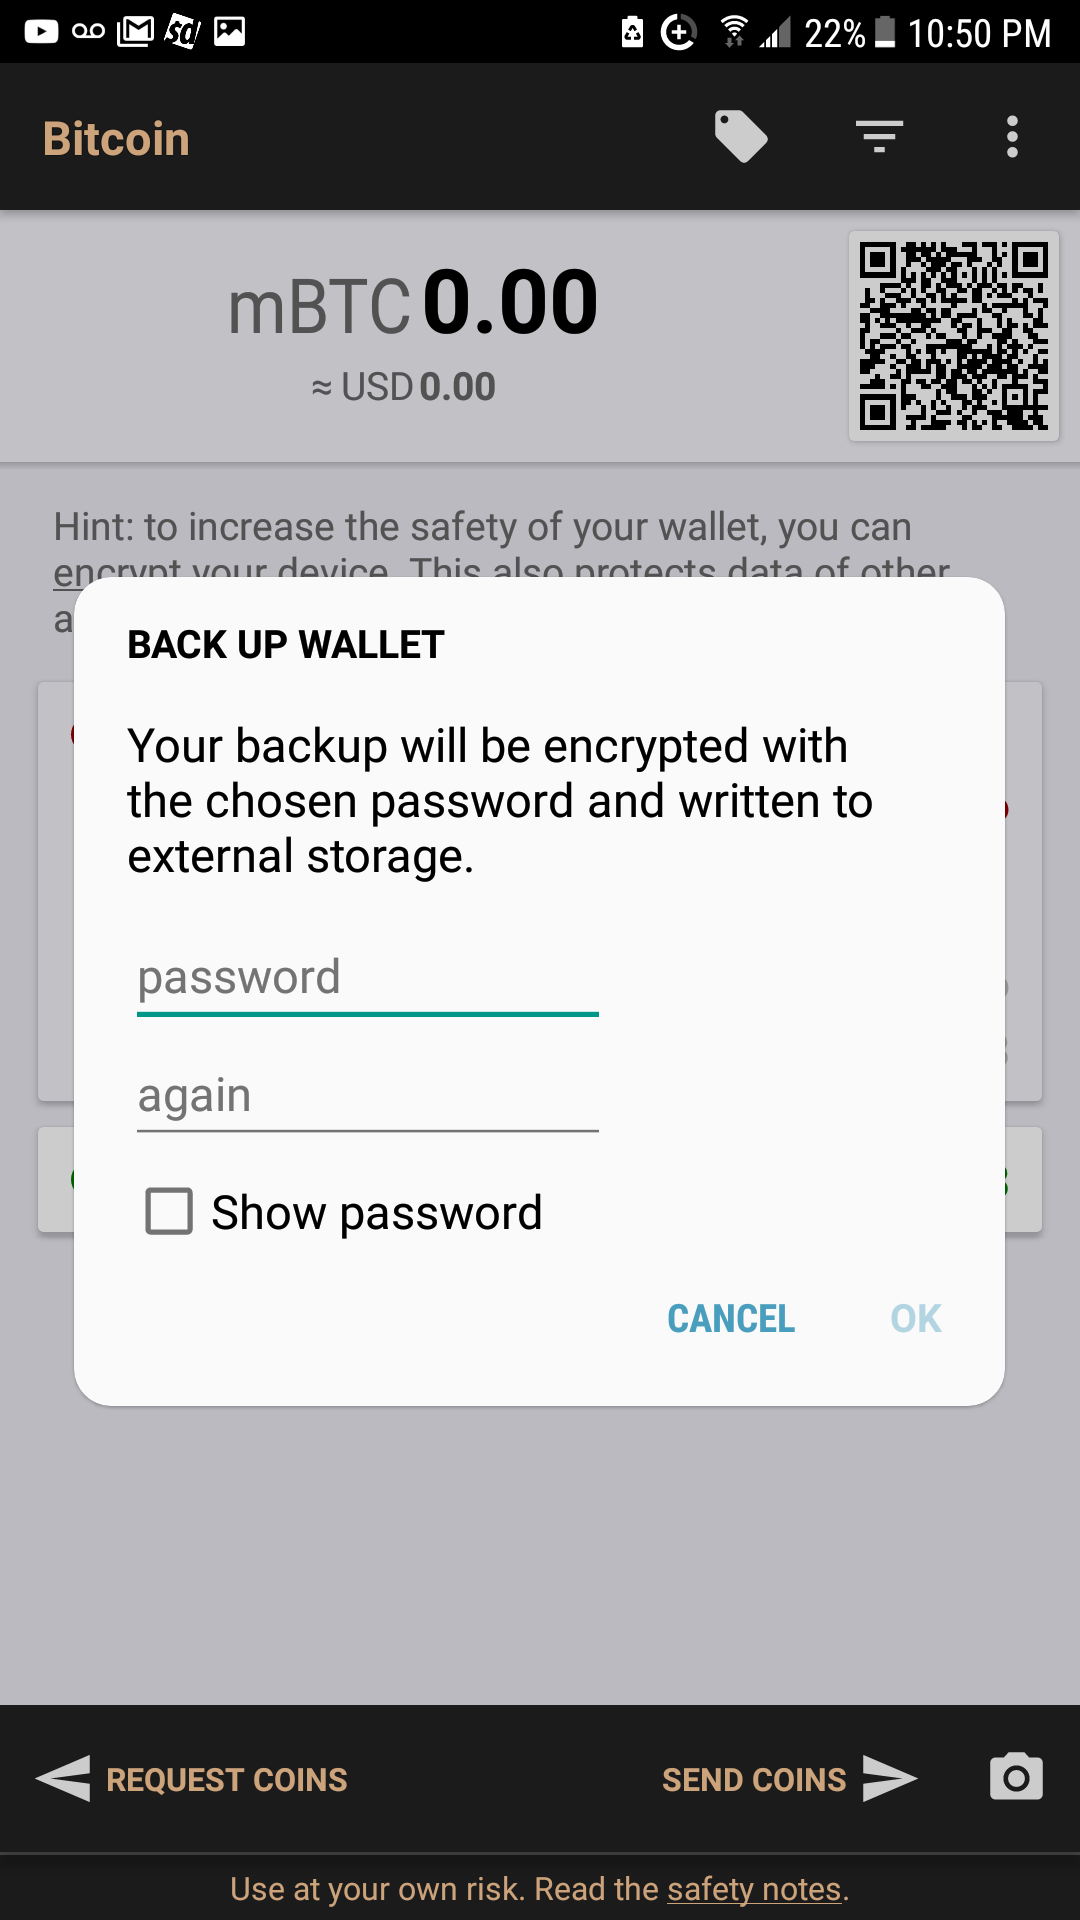 22% 10:50 PM
Bitcoin
mBTC 0.00
≈ USD 0.00
Hint: to increase the safety of your wallet, you can
encrypt your device. This also protects data of other
a
BACK UP WALLET
Your backup will be encrypted with
the chosen password and written to
external storage.
password
again
Show password
CANCEL OK
REQUEST COINS SEND COINS
Use at your own risk. Read the safety notes.